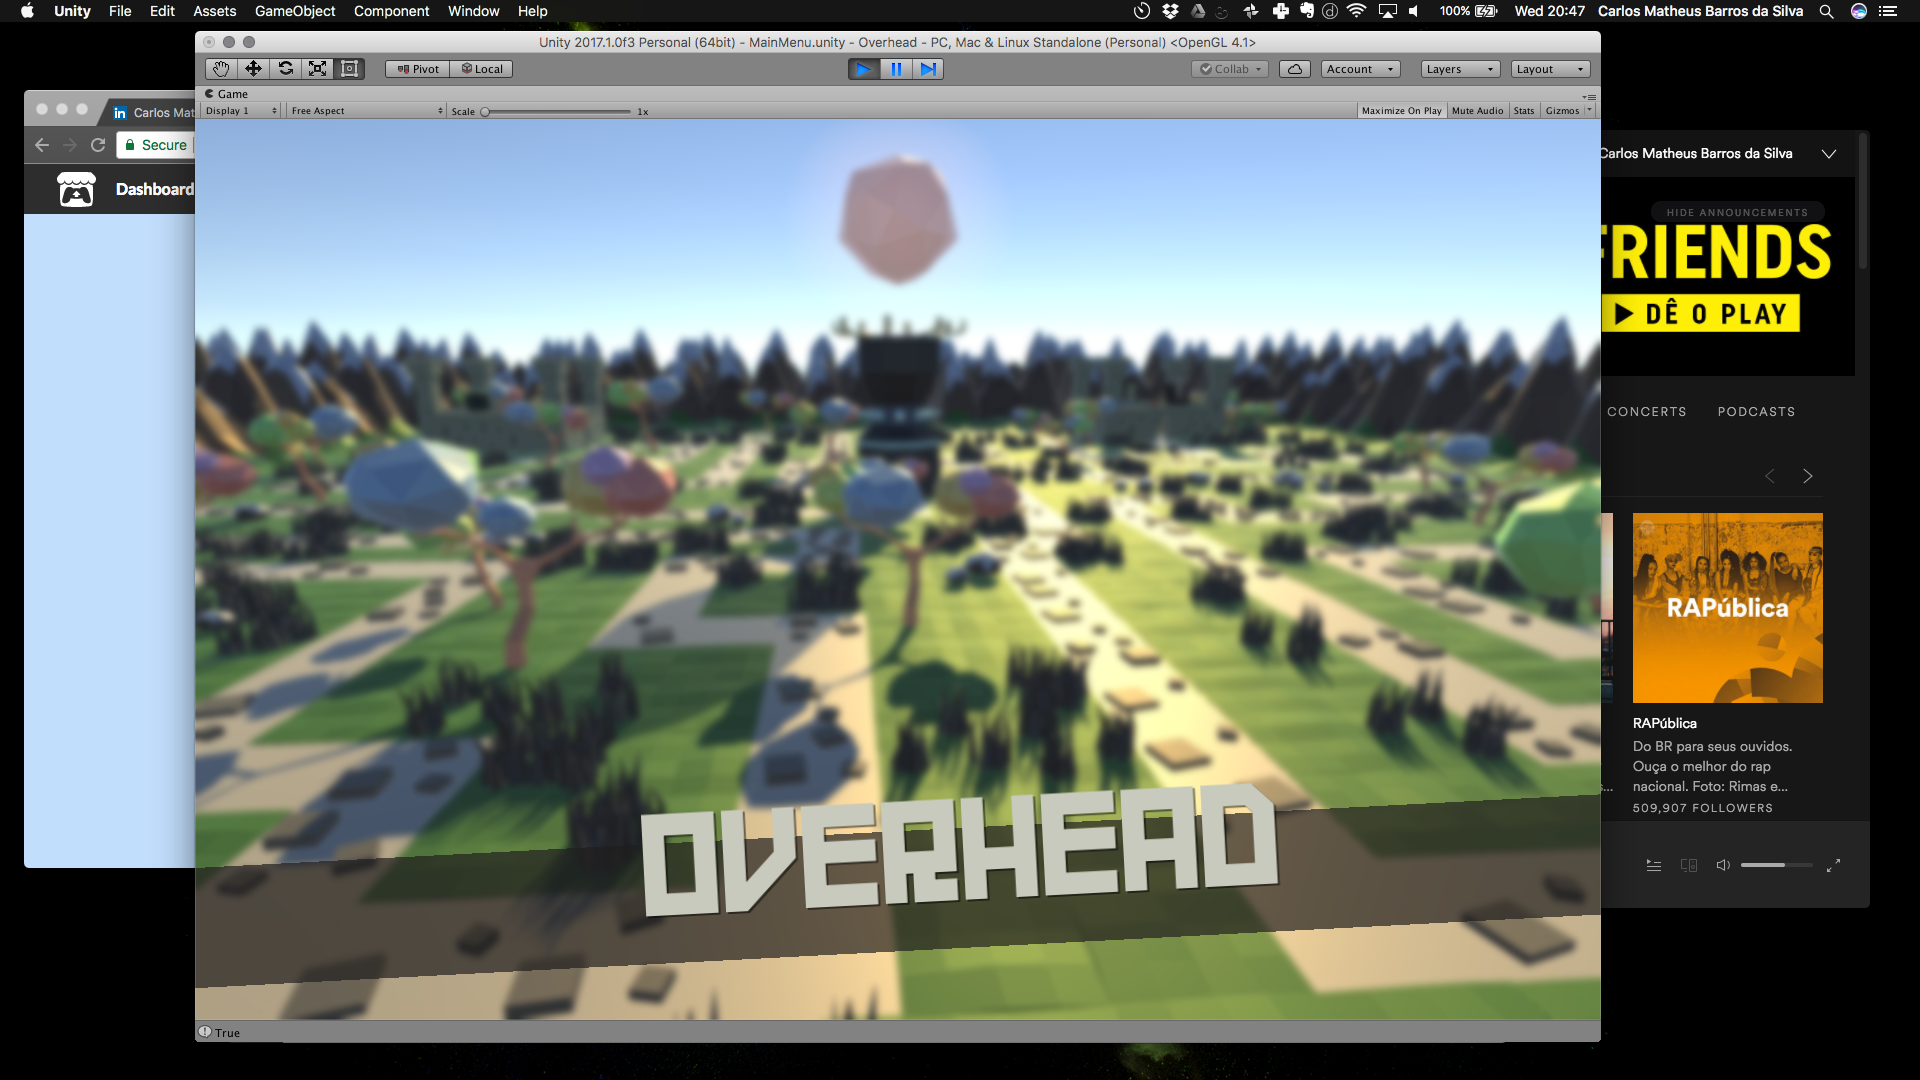 Unity File Edit Assets GameObject Component Window Help
100% Wed 20:47 Carlos Matheus Barros da Silva
Unity 2017.1.0f3 Personal (64bit) - MainMenu.unity - Overhead - PC, Mac & Linux Standalone (Personal) <OpenGL 4.1>
Pivot Local Collab Account Layers Layout
Game
Display 1 Free Aspect Scale 1x Maximize On Play Mute Audio Stats Gizmos
in Carlos Mat
Secure
Dashboard
Carlos Matheus Barros da Silva
HIDE ANNOUNCEMENTS
FRIENDS
DÊ O PLAY
CONCERTS PODCASTS
RAPública
RAPública
Do BR para seus ouvidos.
Ouça o melhor do rap
s... nacional. Foto: Rimas e...
509,907 FOLLOWERS
OVERHEAD
True